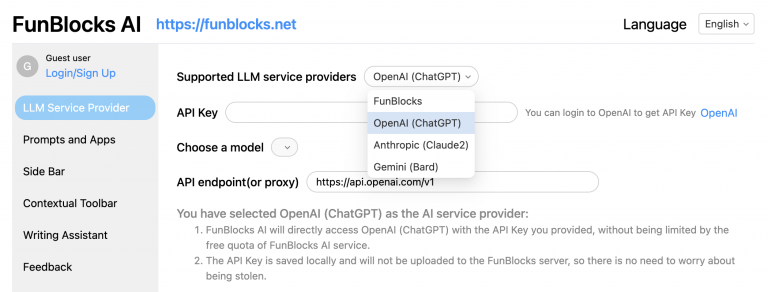 FunBlocks AI https://funblocks.net Language English
G Guest user
Login/Sign Up
LLM Service Provider
Prompts and Apps
Side Bar
Contextual Toolbar
Writing Assistant
Feedback
Supported LLM service providers OpenAI (ChatGPT)
FunBlocks
OpenAI (ChatGPT)
Anthropic (Claude2)
Gemini (Bard)
API Key You can login to OpenAI to get API Key OpenAI
Choose a model
API endpoint(or proxy) https://api.openai.com/v1
You have selected OpenAI (ChatGPT) as the AI service provider:
1. FunBlocks AI will directly access OpenAI (ChatGPT) with the API Key you provided, without being limited by the
free quota of FunBlocks AI service.
2. The API Key is saved locally and will not be uploaded to the FunBlocks server, so there is no need to worry about
being stolen.